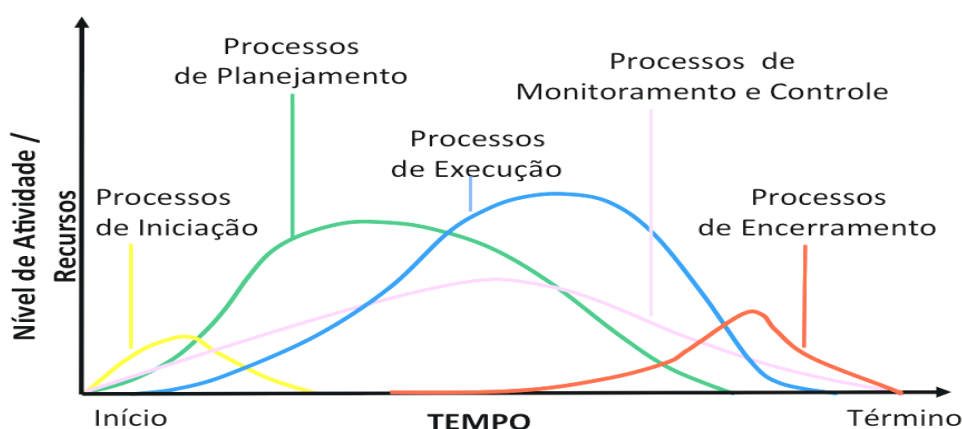 Processos
de Planejamento
Processos de
Monitoramento e Controle
Processos
de Execução
Processos
de Iniciação
Processos
de Encerramento
Nível de Atividade /
Recursos
Início
TEMPO
Término